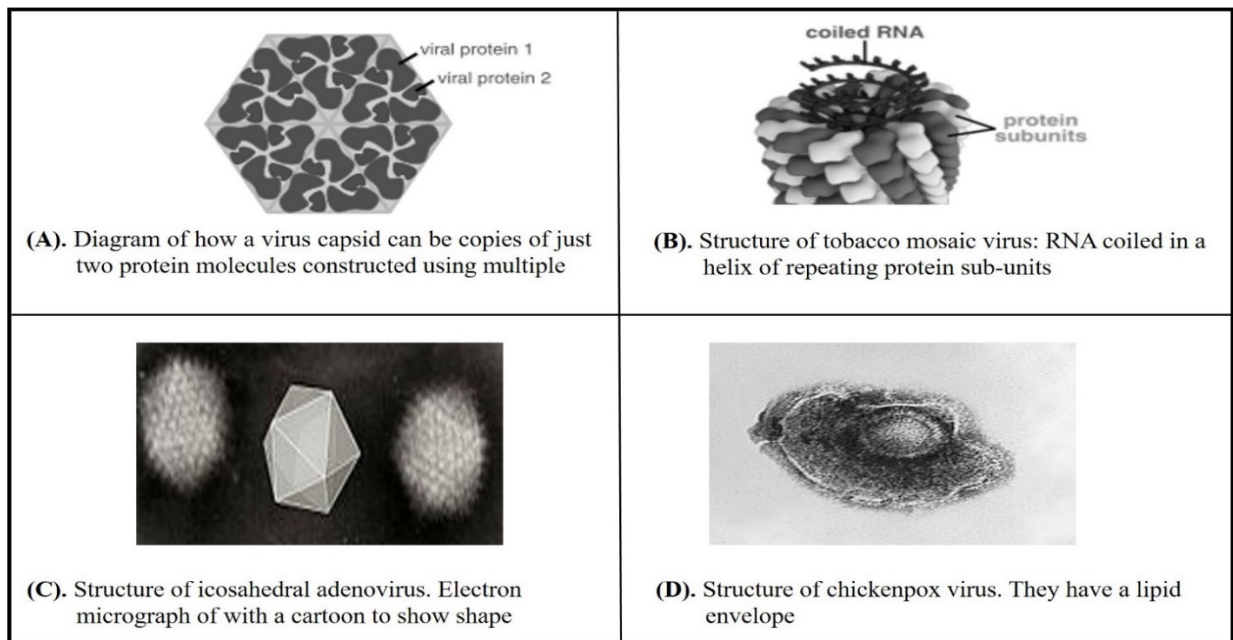 viral protein 1
viral protein 2
(A). Diagram of how a virus capsid can be copies of just
two protein molecules constructed using multiple
coiled RNA
protein
subunits
(B). Structure of tobacco mosaic virus: RNA coiled in a
helix of repeating protein sub-units
(C). Structure of icosahedral adenovirus. Electron
micrograph of with a cartoon to show shape
(D). Structure of chickenpox virus. They have a lipid
envelope